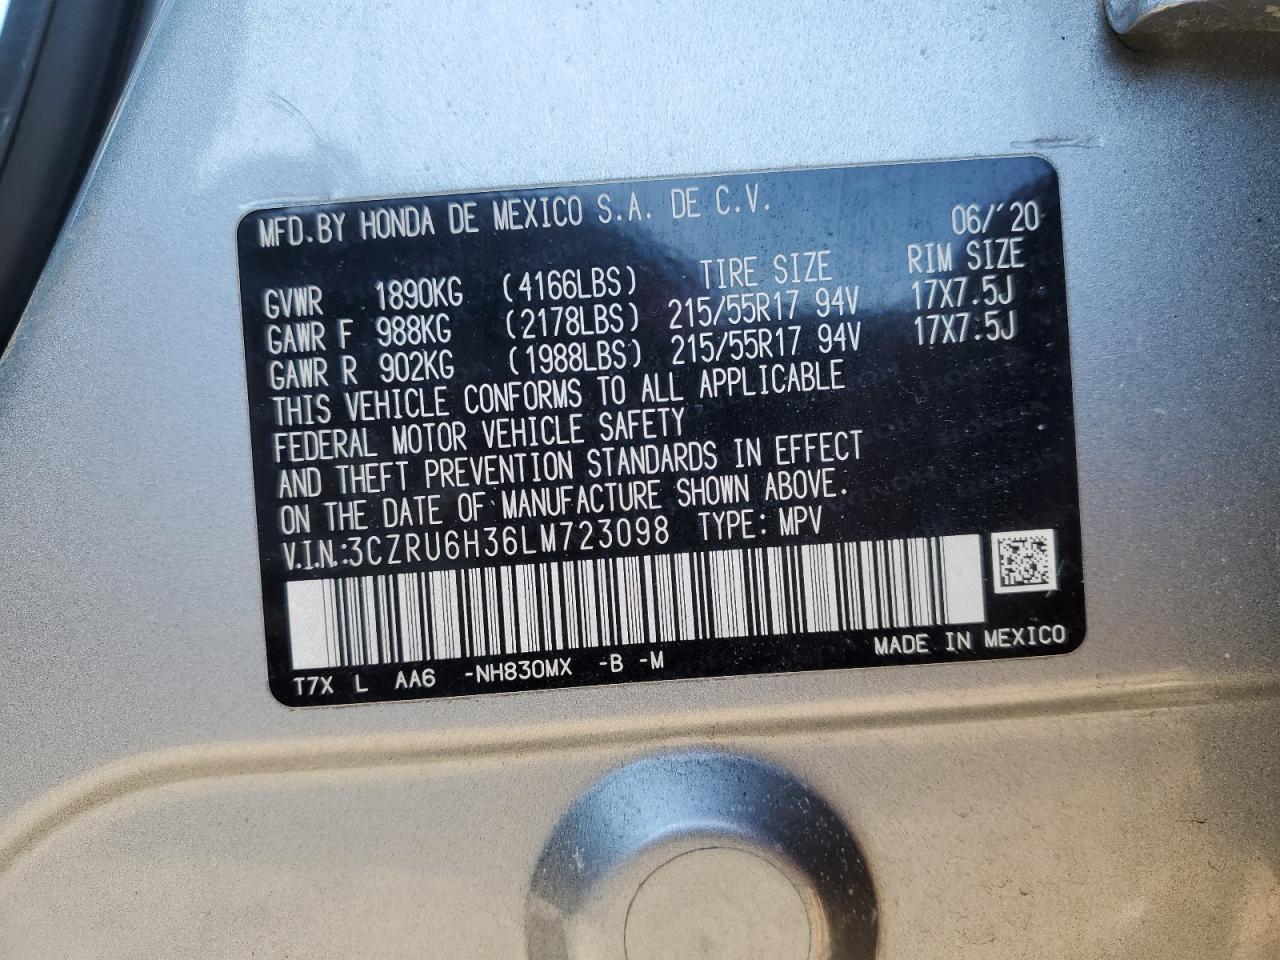 MFD. BY HONDA DE MEXICO S.A. DE C.V. 06/'20
TIRE SIZE RIM SIZE
GVWR 1890KG (4166LBS)
GAWR F 988KG (2178LBS) 215/55R17 94V 17X7.5J
GAWR R 902KG (1988LBS) 215/55R17 94V 17X7.5J
THIS VEHICLE CONFORMS TO ALL APPLICABLE
FEDERAL MOTOR VEHICLE SAFETY
AND THEFT PREVENTION STANDARDS IN EFFECT
ON THE DATE OF MANUFACTURE SHOWN ABOVE.
V.I.N.:3CZRU6H36LM723098 TYPE: MPV
MADE IN MEXICO
T7X L AA6 -NH830MX -B -M